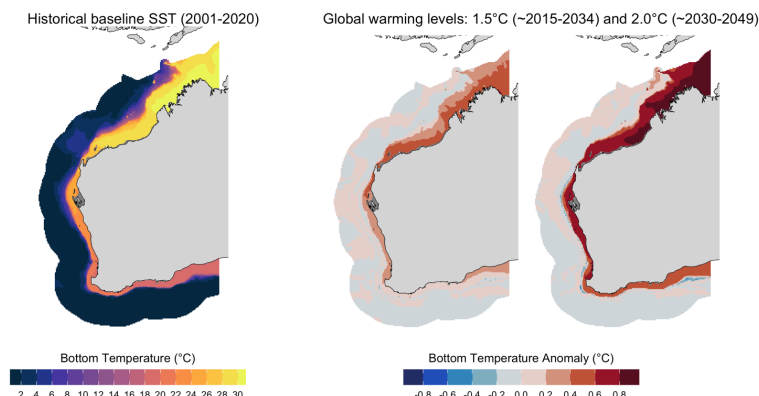 Historical baseline SST (2001-2020)
Global warming levels: 1.5°C (~2015-2034) and 2.0°C (~2030-2049)
Bottom Temperature (°C)
2 4 6 8 10 12 14 16 18 20 22 24 26 28 30
Bottom Temperature Anomaly (°C)
-0.8 -0.6 -0.4 -0.2 0.0 0.2 0.4 0.6 0.8